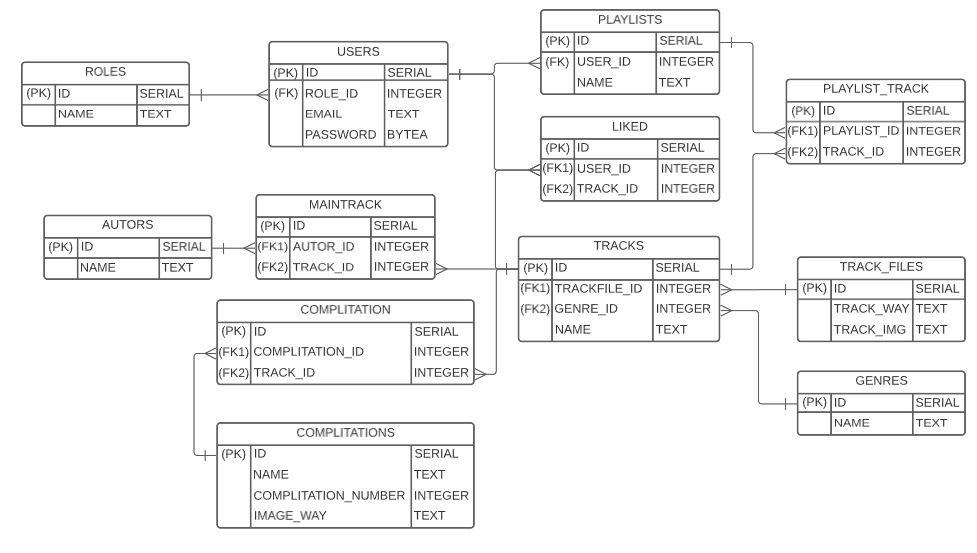 ROLES
(PK) ID SERIAL
NAME TEXT
USERS
(PK) ID SERIAL
(FK) ROLE_ID INTEGER
EMAIL TEXT
PASSWORD BYTEA
PLAYLISTS
(PK) ID SERIAL
(FK) USER_ID INTEGER
NAME TEXT
LIKED
(PK) ID SERIAL
(FK1) USER_ID INTEGER
(FK2) TRACK_ID INTEGER
PLAYLIST_TRACK
(PK) ID SERIAL
(FK1) PLAYLIST_ID INTEGER
(FK2) TRACK_ID INTEGER
AUTORS
(PK) ID SERIAL
NAME TEXT
MAINTRACK
(PK) ID SERIAL
(FK1) AUTOR_ID INTEGER
(FK2) TRACK_ID INTEGER
TRACKS
(PK) ID SERIAL
(FK1) TRACKFILE_ID INTEGER
(FK2) GENRE_ID INTEGER
NAME TEXT
TRACK_FILES
(PK) ID SERIAL
TRACK_WAY TEXT
TRACK_IMG TEXT
COMPLITATION
(PK) ID SERIAL
(FK1) COMPLITATION_ID INTEGER
(FK2) TRACK_ID INTEGER
GENRES
(PK) ID SERIAL
NAME TEXT
COMPLITATIONS
(PK) ID SERIAL
NAME TEXT
COMPLITATION_NUMBER INTEGER
IMAGE_WAY TEXT